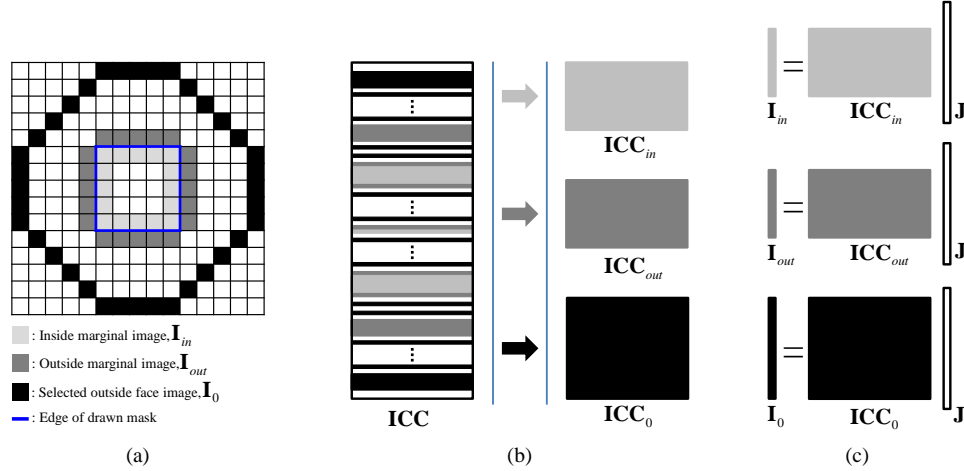 : Inside marginal image, I_in
: Outside marginal image, I_out
: Selected outside face image, I_0
: Edge of drawn mask
(a)
ICC
ICC_in
ICC_out
ICC_0
(b)
I_in = ICC_in J
I_out = ICC_out J
I_0 = ICC_0 J
(c)